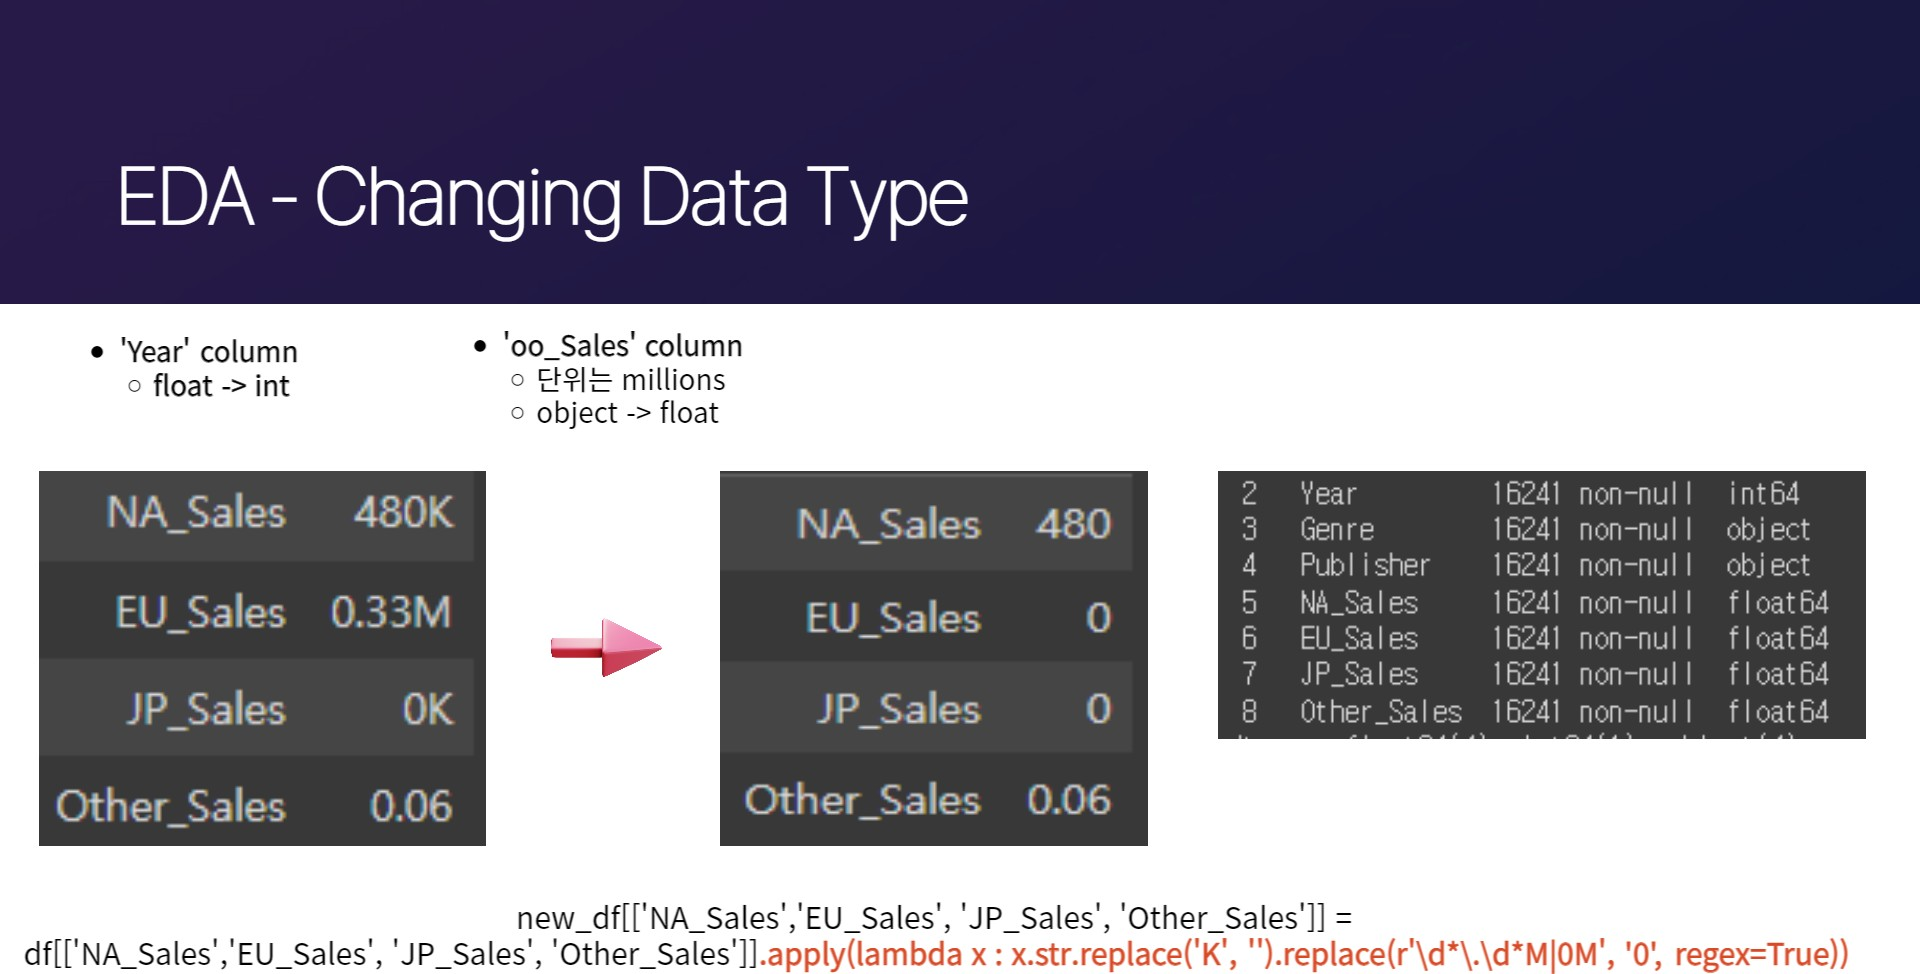 EDA - Changing Data Type
• 'Year' column
○ float -> int
• 'oo_Sales' column
○ 단위는 millions
○ object -> float
NA_Sales 480K
EU_Sales 0.33M
JP_Sales 0K
Other_Sales 0.06
NA_Sales 480
EU_Sales 0
JP_Sales 0
Other_Sales 0.06
2 Year 16241 non-null int64
3 Genre 16241 non-null object
4 Publisher 16241 non-null object
5 NA_Sales 16241 non-null float64
6 EU_Sales 16241 non-null float64
7 JP_Sales 16241 non-null float64
8 Other_Sales 16241 non-null float64
new_df[['NA_Sales','EU_Sales', 'JP_Sales', 'Other_Sales']] =
df[['NA_Sales','EU_Sales', 'JP_Sales', 'Other_Sales']].apply(lambda x : x.str.replace('K', '').replace(r'\d*\.\d*M|0M', '0', regex=True))